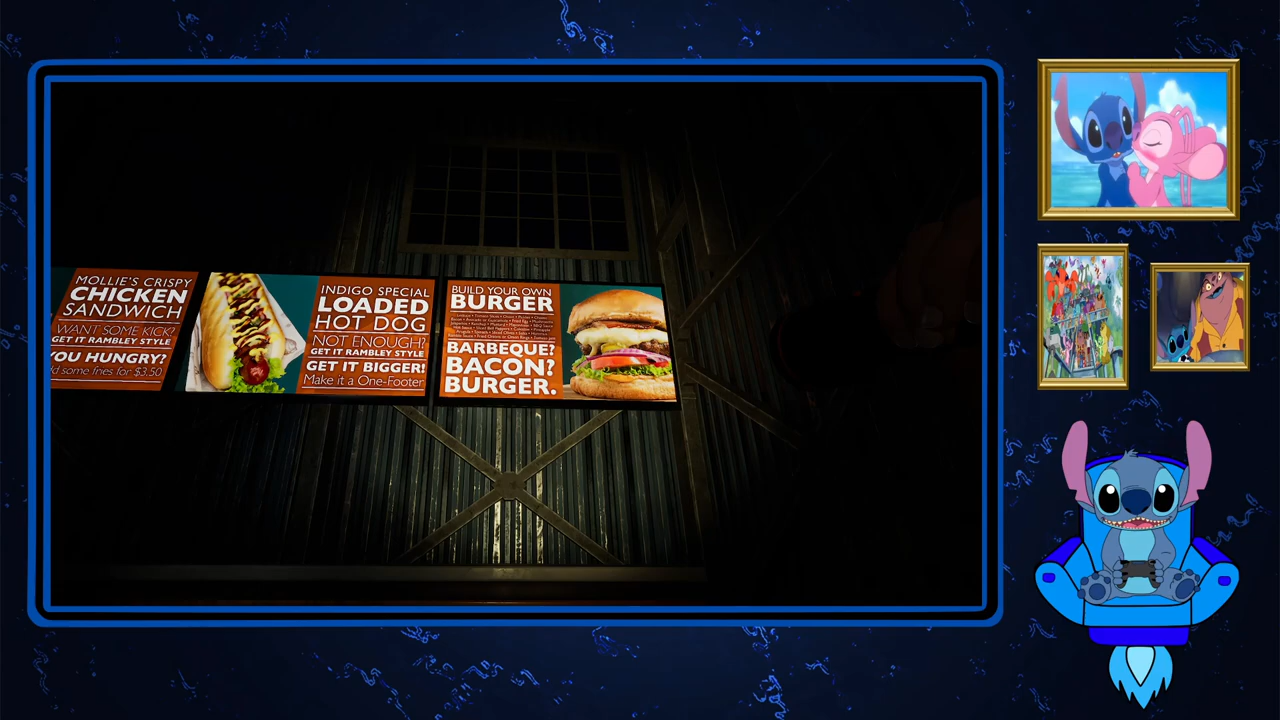 MOLLIE'S CRISPY
CHICKEN
SANDWICH
WANT SOME KICK?
GET IT RAMBLEY STYLE
YOU HUNGRY?
some fries for $3.50
INDIGO SPECIAL
LOADED
HOT DOG
NOT ENOUGH?
GET IT RAMBLEY STYLE
GET IT BIGGER!
Make it a One-Footer
BUILD YOUR OWN
BURGER
BARBEQUE?
BACON?
BURGER.